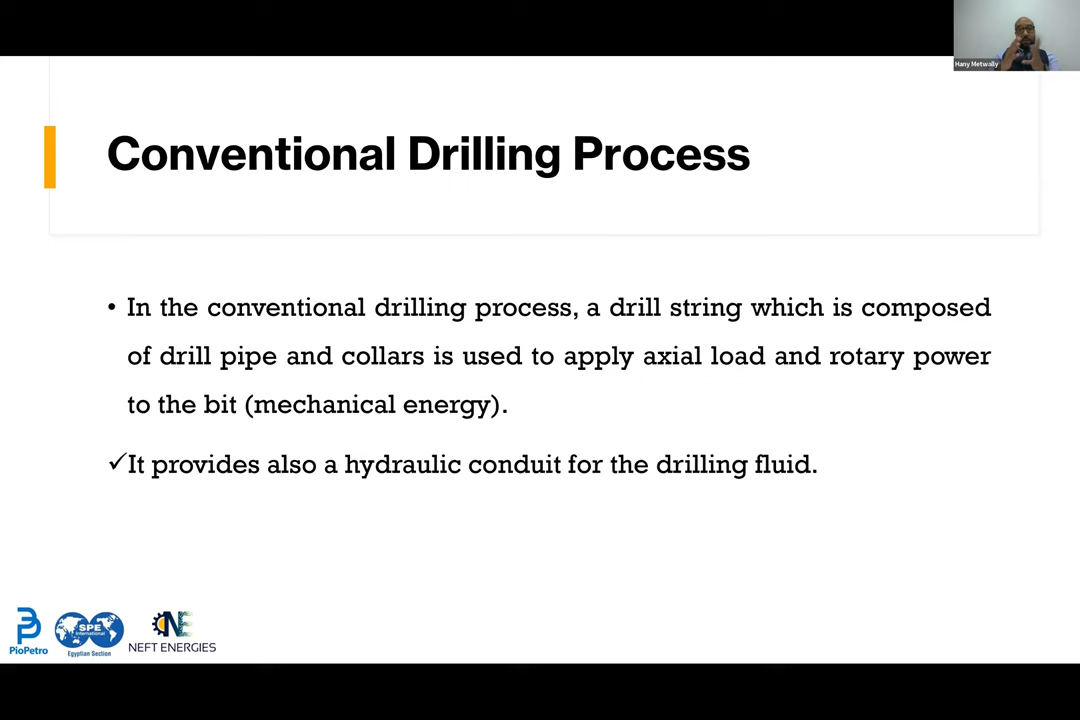 Hany Metwally
Conventional Drilling Process
• In the conventional drilling process, a drill string which is composed
of drill pipe and collars is used to apply axial load and rotary power
to the bit (mechanical energy).
✓It provides also a hydraulic conduit for the drilling fluid.
PioPetro
SPE
International
Egyptian Section
NE
NEFT ENERGIES